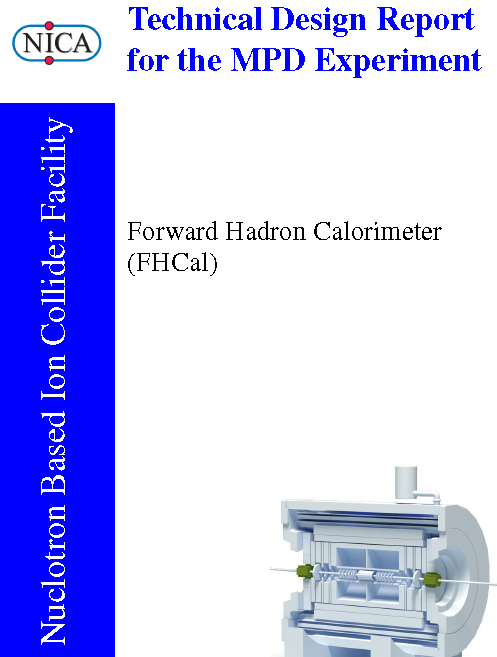 NICA
Technical Design Report
for the MPD Experiment
Nuclotron Based Ion Collider Facility
Forward Hadron Calorimeter
(FHCal)